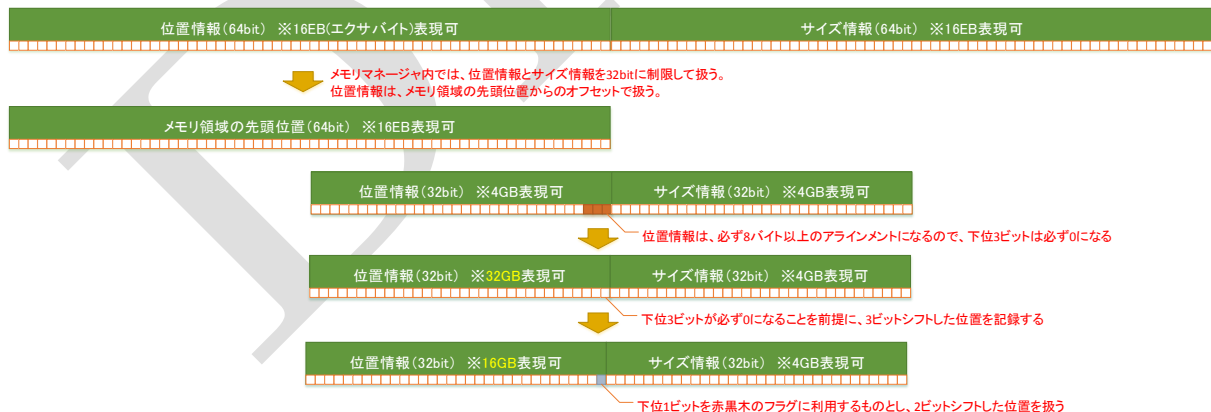 位置情報(64bit) ※16EB(エクサバイト)表現可
サイズ情報(64bit) ※16EB表現可
メモリマネージャ内では、位置情報とサイズ情報を32bitに制限して扱う。
位置情報は、メモリ領域の先頭位置からのオフセットで扱う。
メモリ領域の先頭位置(64bit) ※16EB表現可
位置情報(32bit) ※4GB表現可
サイズ情報(32bit) ※4GB表現可
位置情報は、必ず8バイト以上のアラインメントになるので、下位3ビットは必ず0になる
位置情報(32bit) ※32GB表現可
サイズ情報(32bit) ※4GB表現可
下位3ビットが必ず0になることを前提に、3ビットシフトした位置を記録する
位置情報(32bit) ※16GB表現可
サイズ情報(32bit) ※4GB表現可
下位1ビットを赤黒木のフラグに利用するものとし、2ビットシフトした位置を扱う